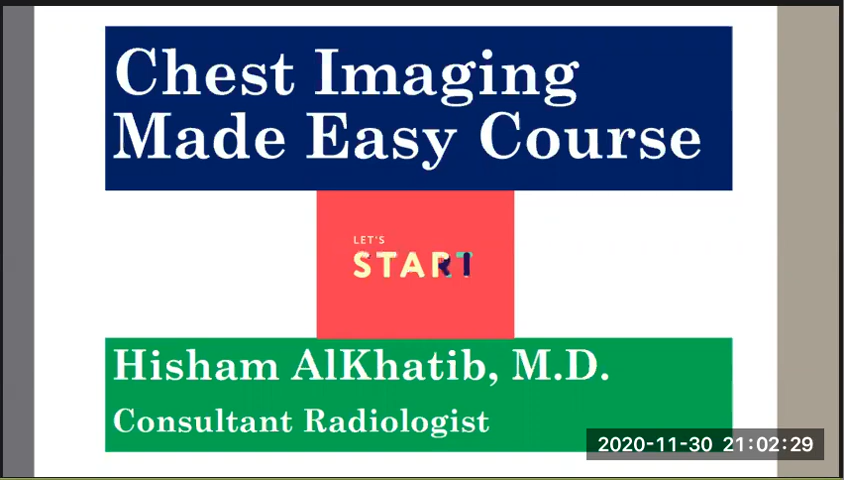 Chest Imaging
Made Easy Course
LET'S
START
Hisham AlKhatib, M.D.
Consultant Radiologist
2020-11-30 21:02:29